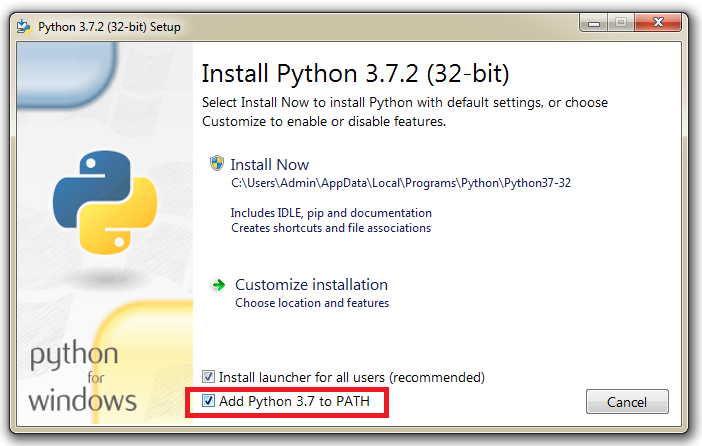 Python 3.7.2 (32-bit) Setup
Install Python 3.7.2 (32-bit)
Select Install Now to install Python with default settings, or choose
Customize to enable or disable features.
Install Now
C:\Users\Admin\AppData\Local\Programs\Python\Python37-32
Includes IDLE, pip and documentation
Creates shortcuts and file associations
Customize installation
Choose location and features
python
for
windows
Install launcher for all users (recommended)
Add Python 3.7 to PATH
Cancel